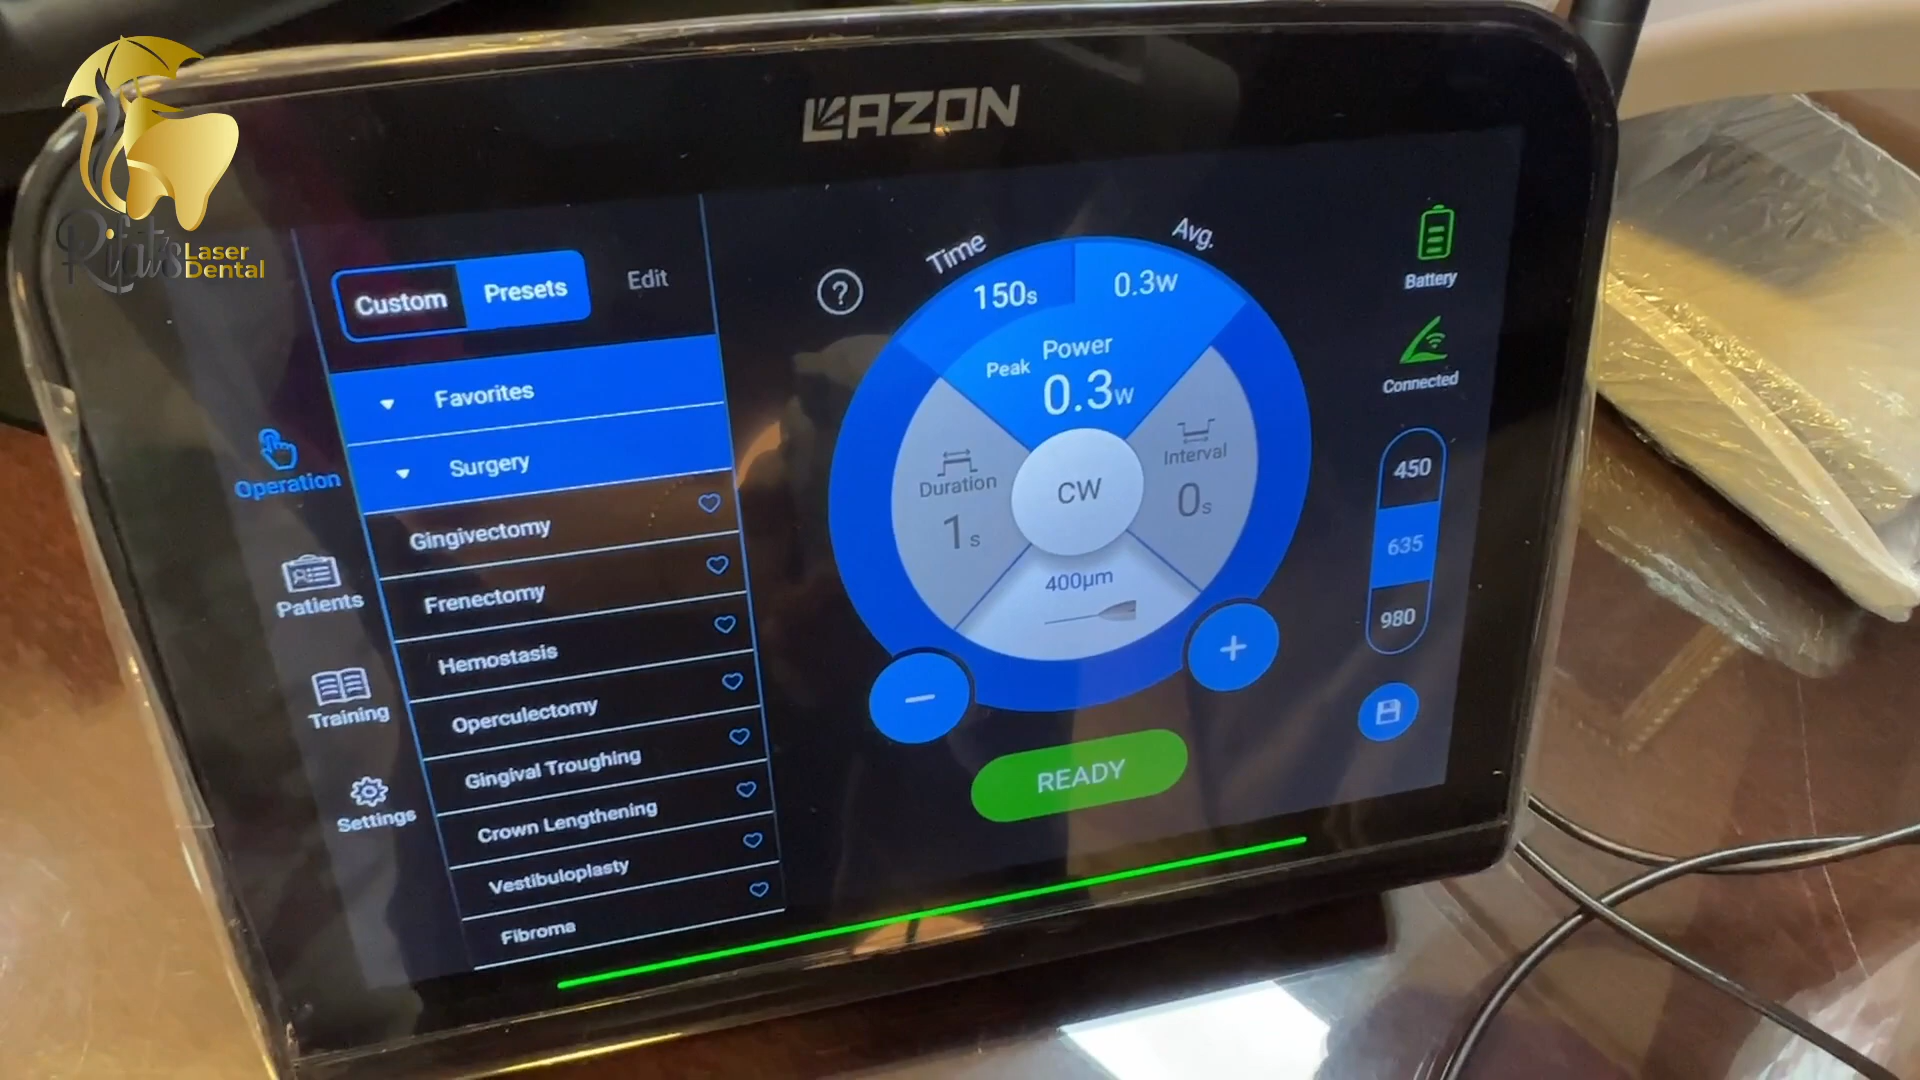 Rifat's Laser
Dental
LAZON
Custom
Presets
Edit
Favorites
Surgery
Gingivectomy
Frenectomy
Hemostasis
Operculectomy
Gingival Troughing
Crown Lengthening
Vestibuloplasty
Fibroma
Operation
Patients
Training
Settings
?
Time
150s
Avg.
0.3w
Power
Peak 0.3w
Duration
1s
CW
Interval
0s
400μm
−
+
READY
Battery
Connected
450
635
980